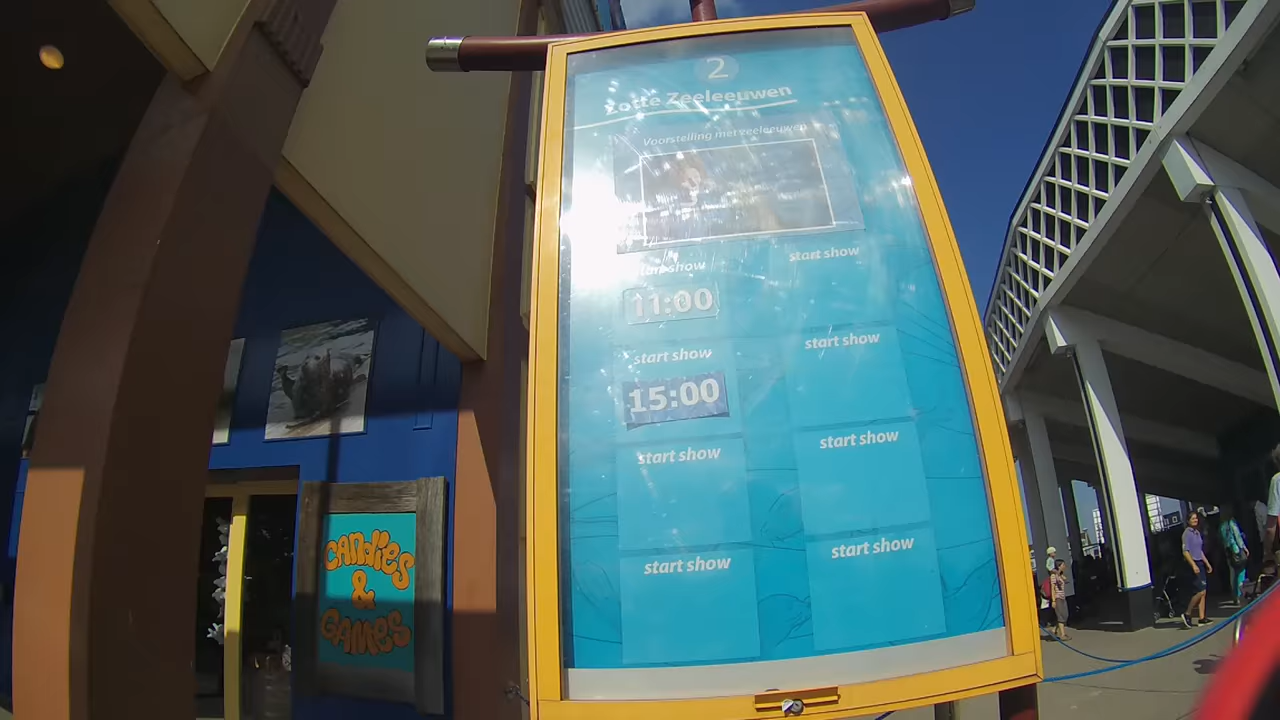 2
Zotte Zeeleeuwen
Voorstelling met zeeleeuwen
start show
11:00
start show
start show
15:00
start show
start show
start show
start show
start show
CANDIES
&
GAMES